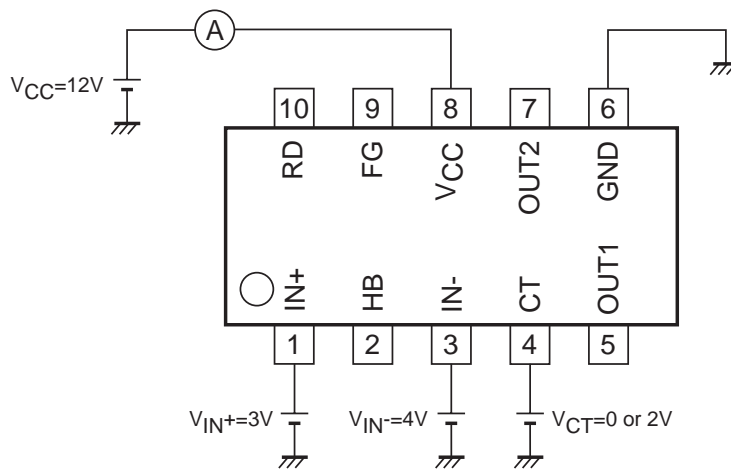 A
VCC=12V
10 9 8 7 6
RD FG VCC OUT2 GND
IN+ HB IN- CT OUT1
1 2 3 4 5
VIN+=3V VIN-=4V VCT=0 or 2V